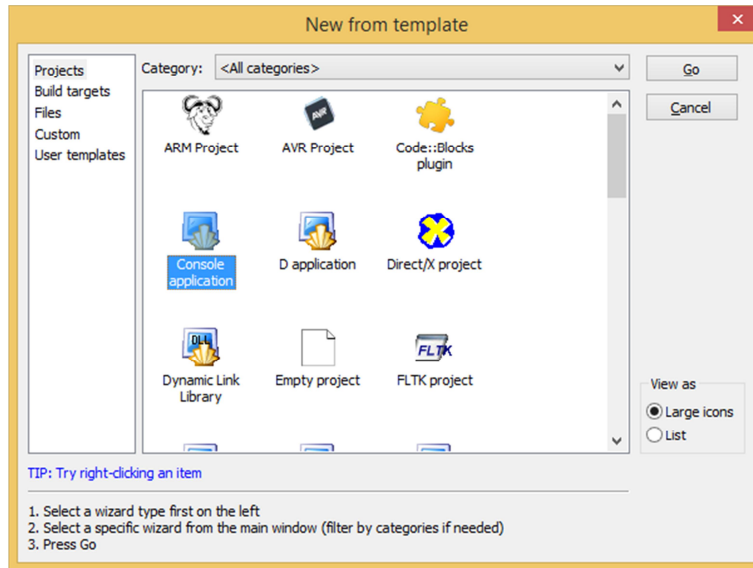 New from template
Projects
Build targets
Files
Custom
User templates
Category: <All categories>
Go
Cancel
AVR
ARM Project
AVR Project
Code::Blocks
plugin
Console
application
D application
Direct/X project
DLL
FLTK
Dynamic Link
Library
Empty project
FLTK project
View as
Large icons
List
TIP: Try right-clicking an item
1. Select a wizard type first on the left
2. Select a specific wizard from the main window (filter by categories if needed)
3. Press Go